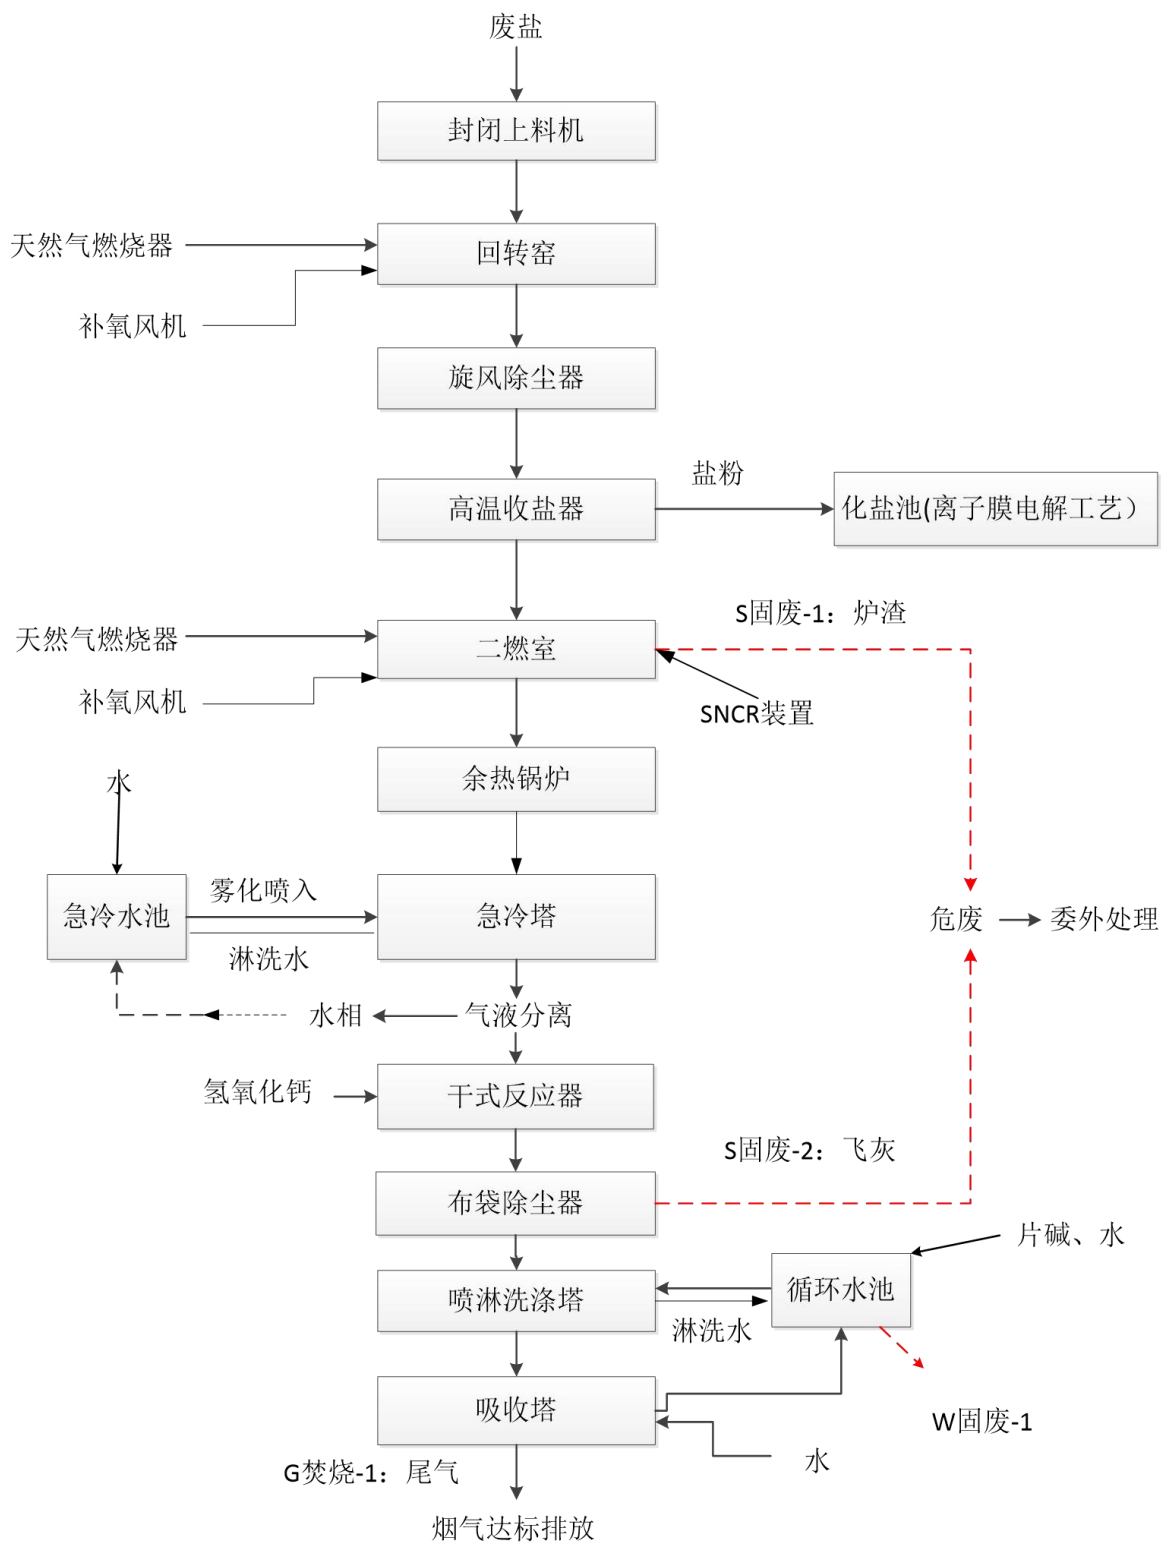 废盐
封闭上料机
天然气燃烧器
回转窑
补氧风机
旋风除尘器
盐粉
高温收盐器
化盐池(离子膜电解工艺）
S固废-1：炉渣
天然气燃烧器
二燃室
补氧风机
SNCR装置
余热锅炉
水
雾化喷入
急冷水池
急冷塔
危废
委外处理
淋洗水
水相
气液分离
氢氧化钙
干式反应器
S固废-2：飞灰
布袋除尘器
片碱、水
循环水池
喷淋洗涤塔
淋洗水
吸收塔
W固废-1
水
G焚烧-1：尾气
烟气达标排放